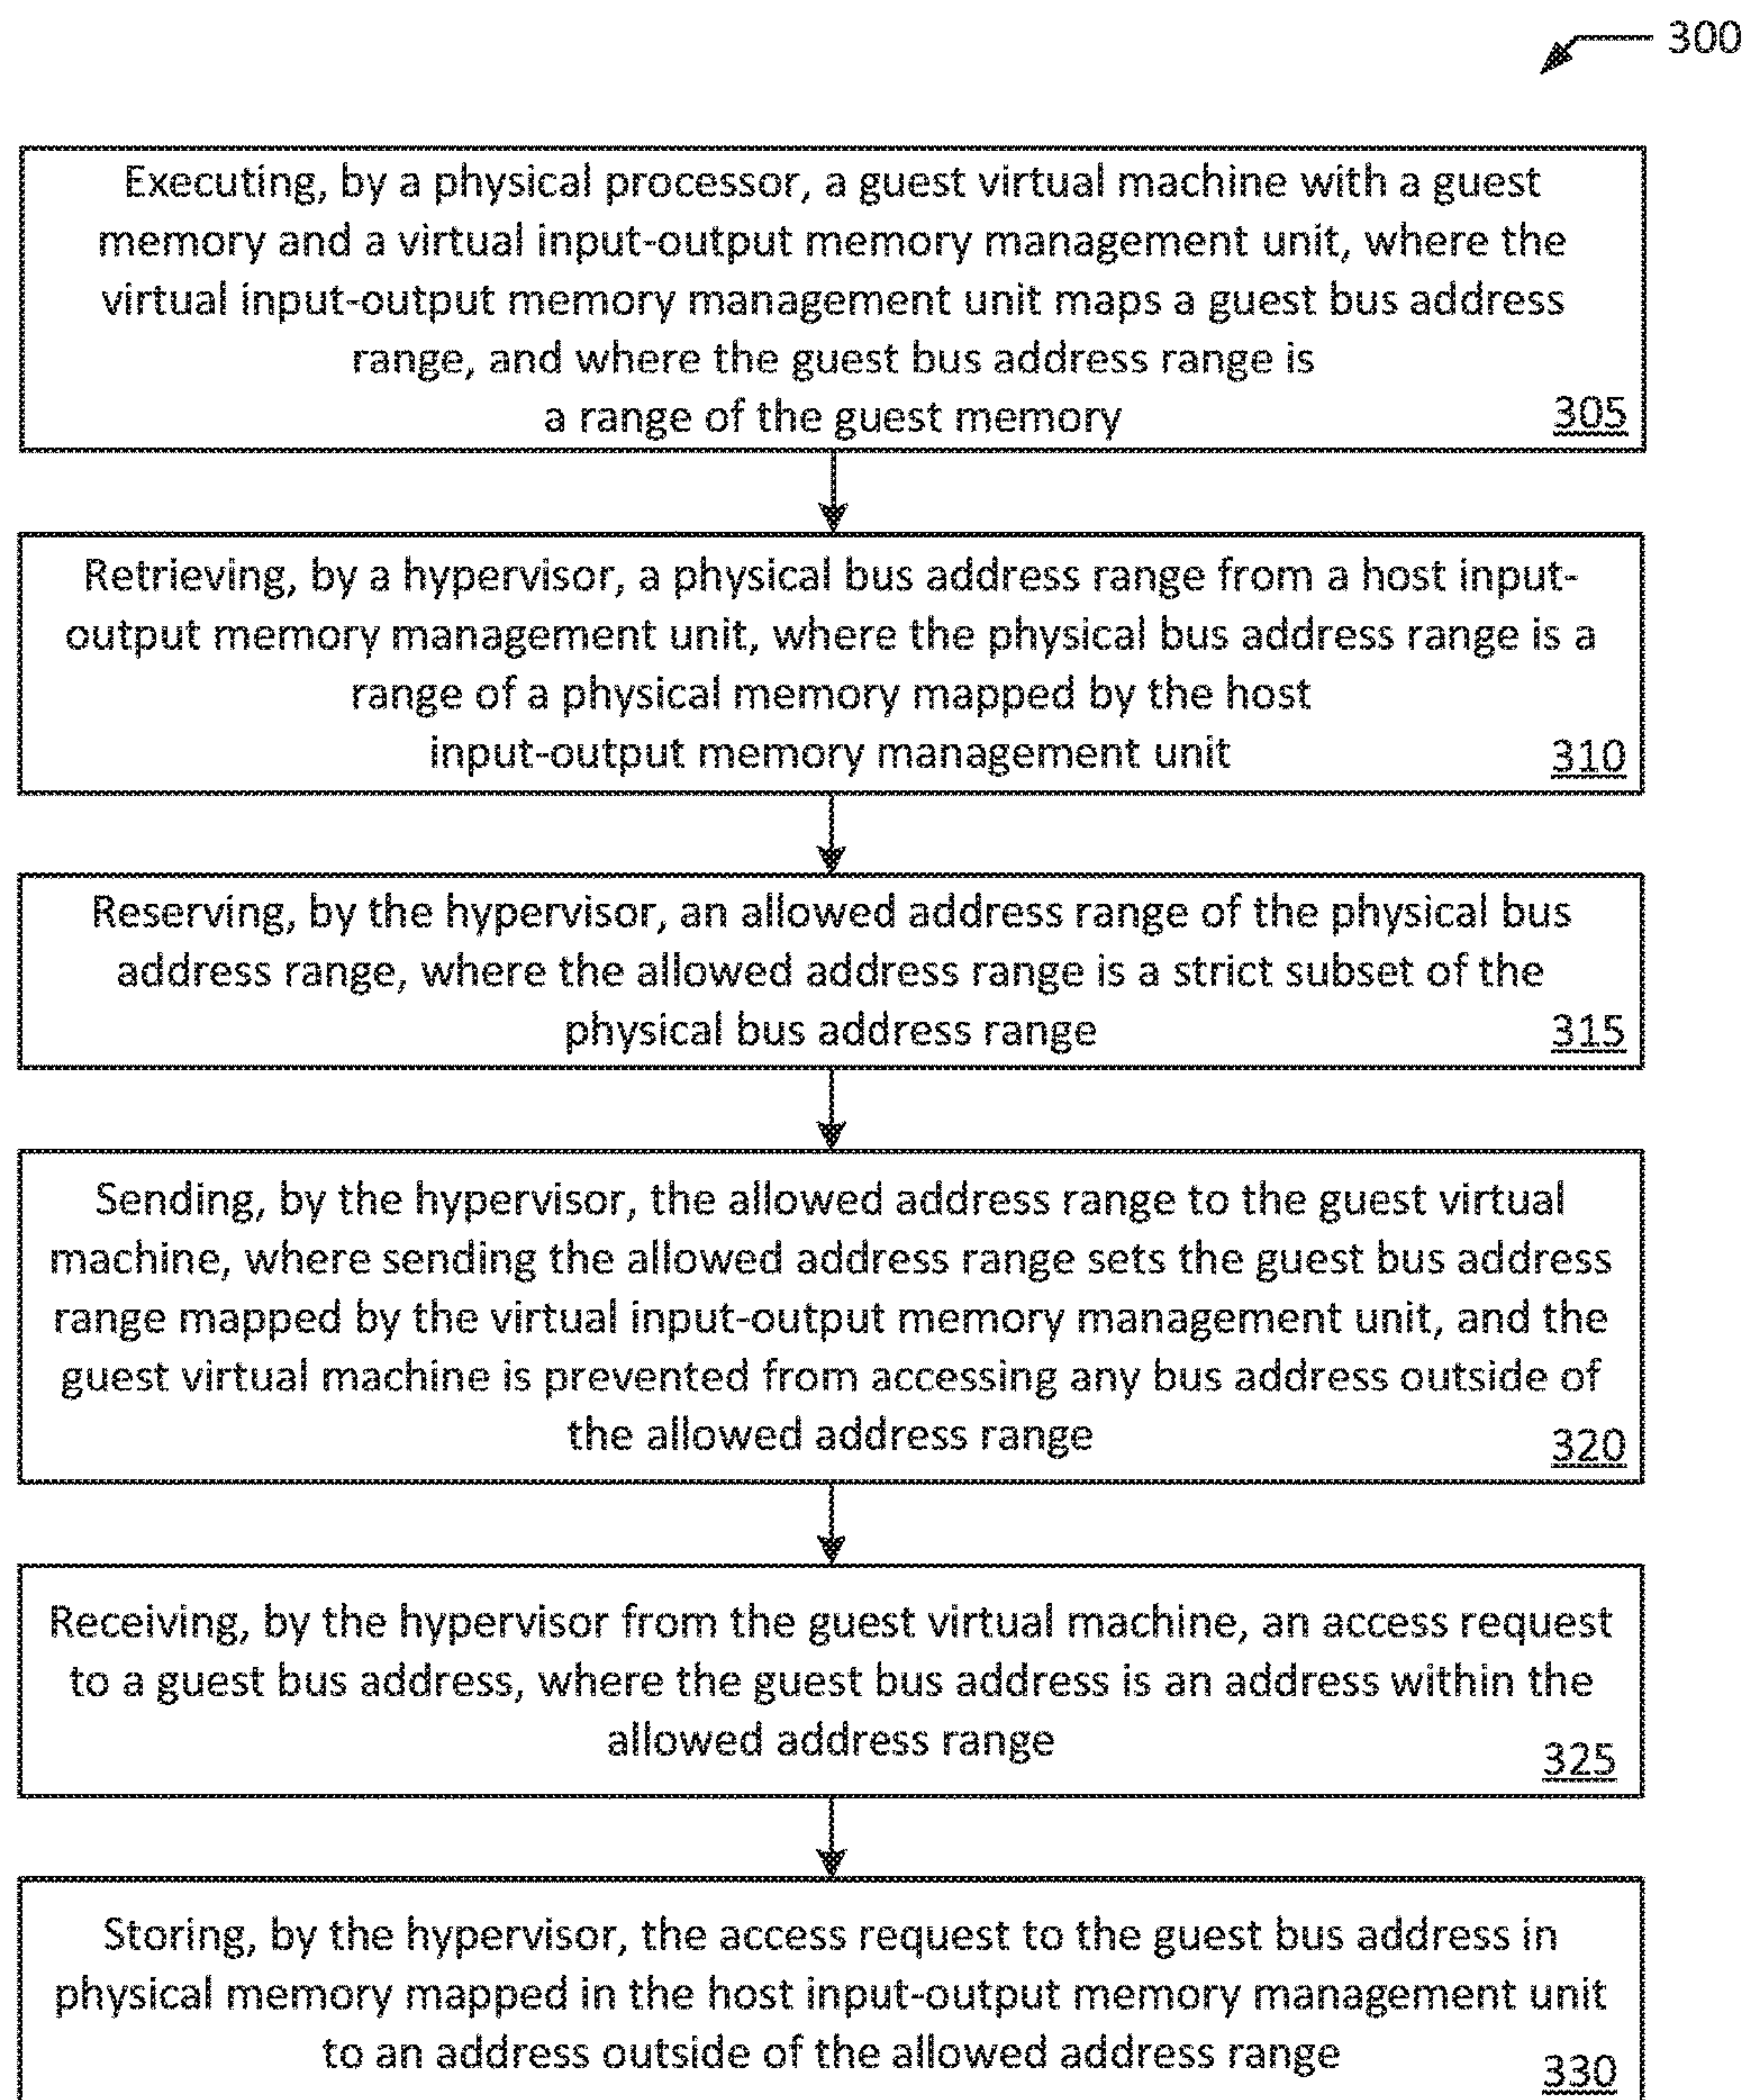 300
Executing, by a physical processor, a guest virtual machine with a guest
memory and a virtual input-output memory management unit, where the
virtual input-output memory management unit maps a guest bus address
range, and where the guest bus address range is
a range of the guest memory
305
Retrieving, by a hypervisor, a physical bus address range from a host input-
output memory management unit, where the physical bus address range is a
range of a physical memory mapped by the host
input-output memory management unit
310
Reserving, by the hypervisor, an allowed address range of the physical bus
address range, where the allowed address range is a strict subset of the
physical bus address range
315
Sending, by the hypervisor, the allowed address range to the guest virtual
machine, where sending the allowed address range sets the guest bus address
range mapped by the virtual input-output memory management unit, and the
guest virtual machine is prevented from accessing any bus address outside of
the allowed address range
320
Receiving, by the hypervisor from the guest virtual machine, an access request
to a guest bus address, where the guest bus address is an address within the
allowed address range
325
Storing, by the hypervisor, the access request to the guest bus address in
physical memory mapped in the host input-output memory management unit
to an address outside of the allowed address range
330